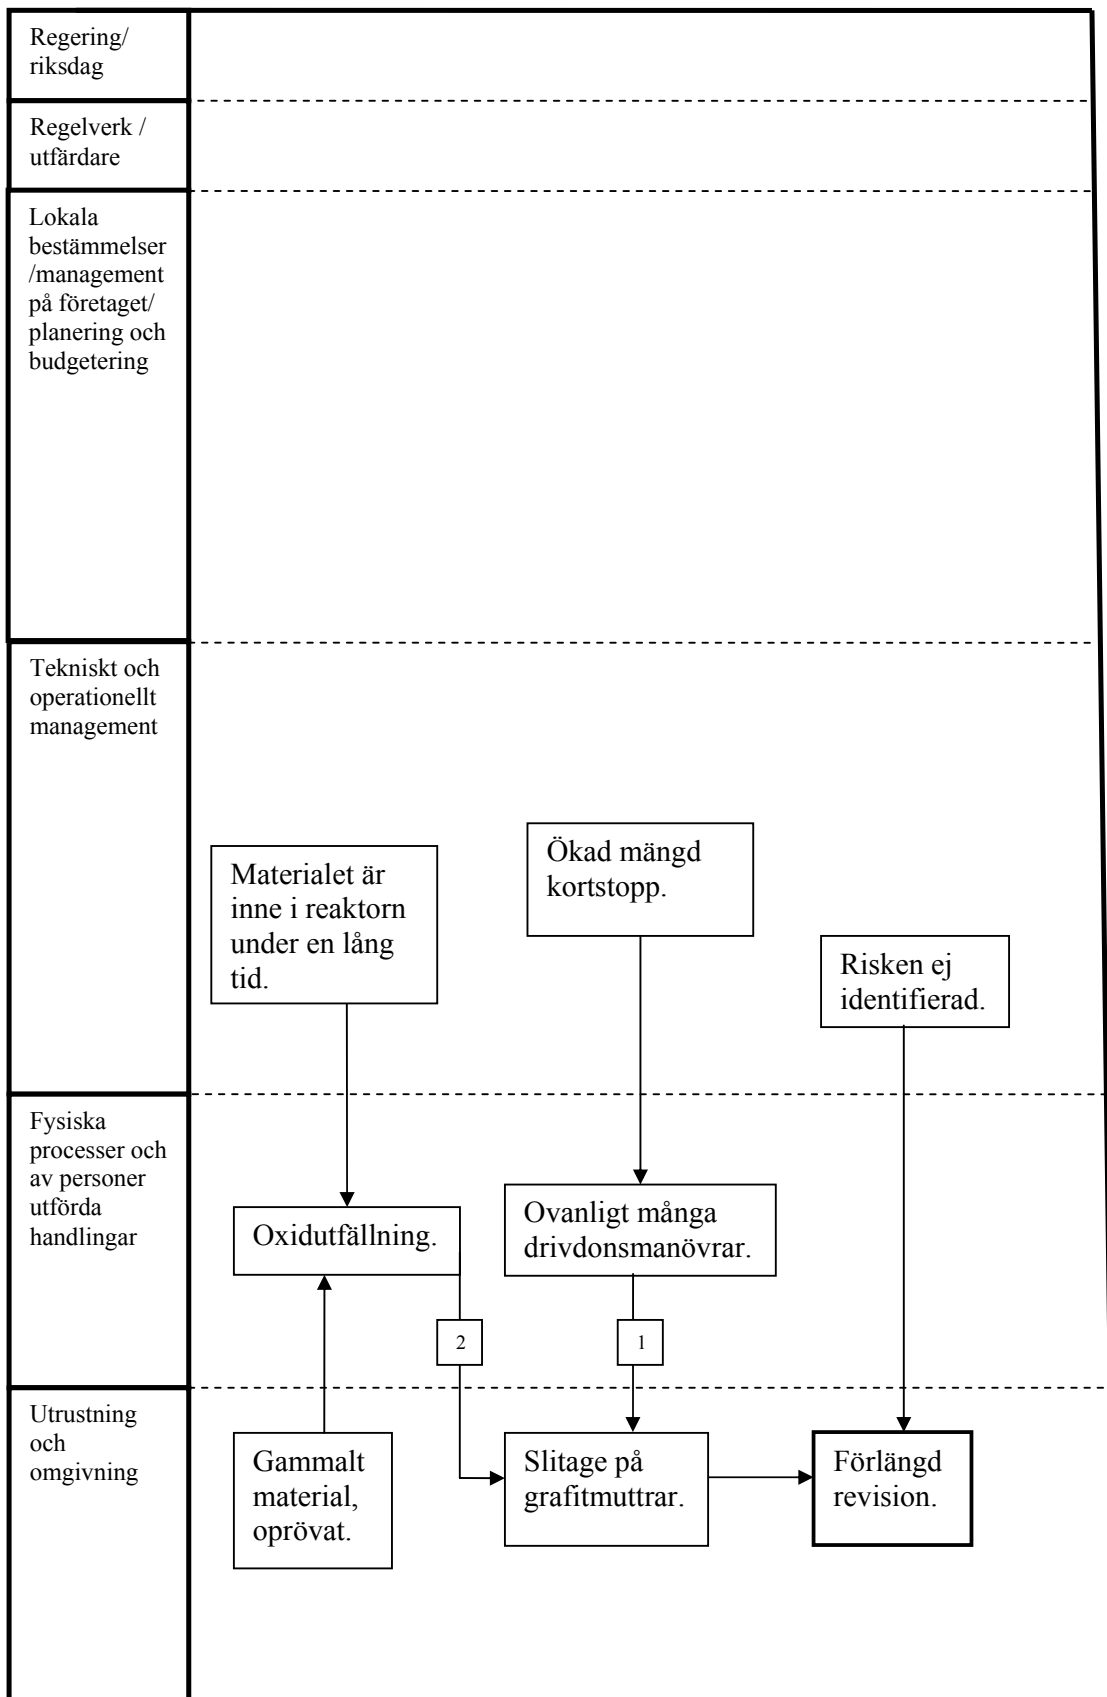 Regering/
riksdag
Regelverk /
utfärdare
Lokala
bestämmelser
/management
på företaget/
planering och
budgetering
Tekniskt och
operationellt
management
Materialet är
inne i reaktorn
under en lång
tid.
Ökad mängd
kortstopp.
Risken ej
identifierad.
Fysiska
processer och
av personer
utförda
handlingar
Oxidutfällning.
Ovanligt många
drivdonsmanövrar.
2
1
Utrustning
och
omgivning
Gammalt
material,
oprövat.
Slitage på
grafitmuttrar.
Förlängd
revision.